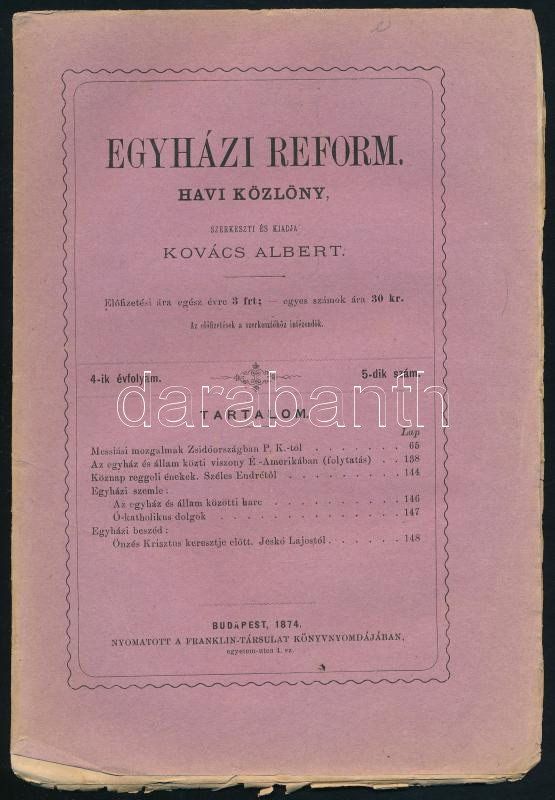 EGYHÁZI REFORM.
HAVI KÖZLÖNY,
SZERKESZTI ÉS KIADJA
KOVÁCS ALBERT.
Előfizetési ára egész évre 3 frt; — egyes számok ára 30 kr.
Az előfizetések a szerkesztőhöz intézendők.
4-ik évfolyam. 5-dik szám.
darabanth
TARTALOM.
Lap
Messiási mozgalmak Zsidóországban P. K.-tól . . . . . . . 65
Az egyház és állam közti viszony É-Amerikában (folytatás) . . 138
Köznap reggeli énekek. Széles Endrétől . . . . . . . . . 144
Egyházi szemle:
Az egyház és állam közötti harc . . . . . . . . . . 146
Ó-katholikus dolgok . . . . . . . . . . . . . . 147
Egyházi beszéd:
Önzés Krisztus keresztje előtt. Jeskó Lajostól . . . . . . 148
BUDAPEST, 1874.
NYOMATOTT A FRANKLIN-TÁRSULAT KÖNYVNYOMDÁJÁBAN,
egyetem-utca 4. sz.